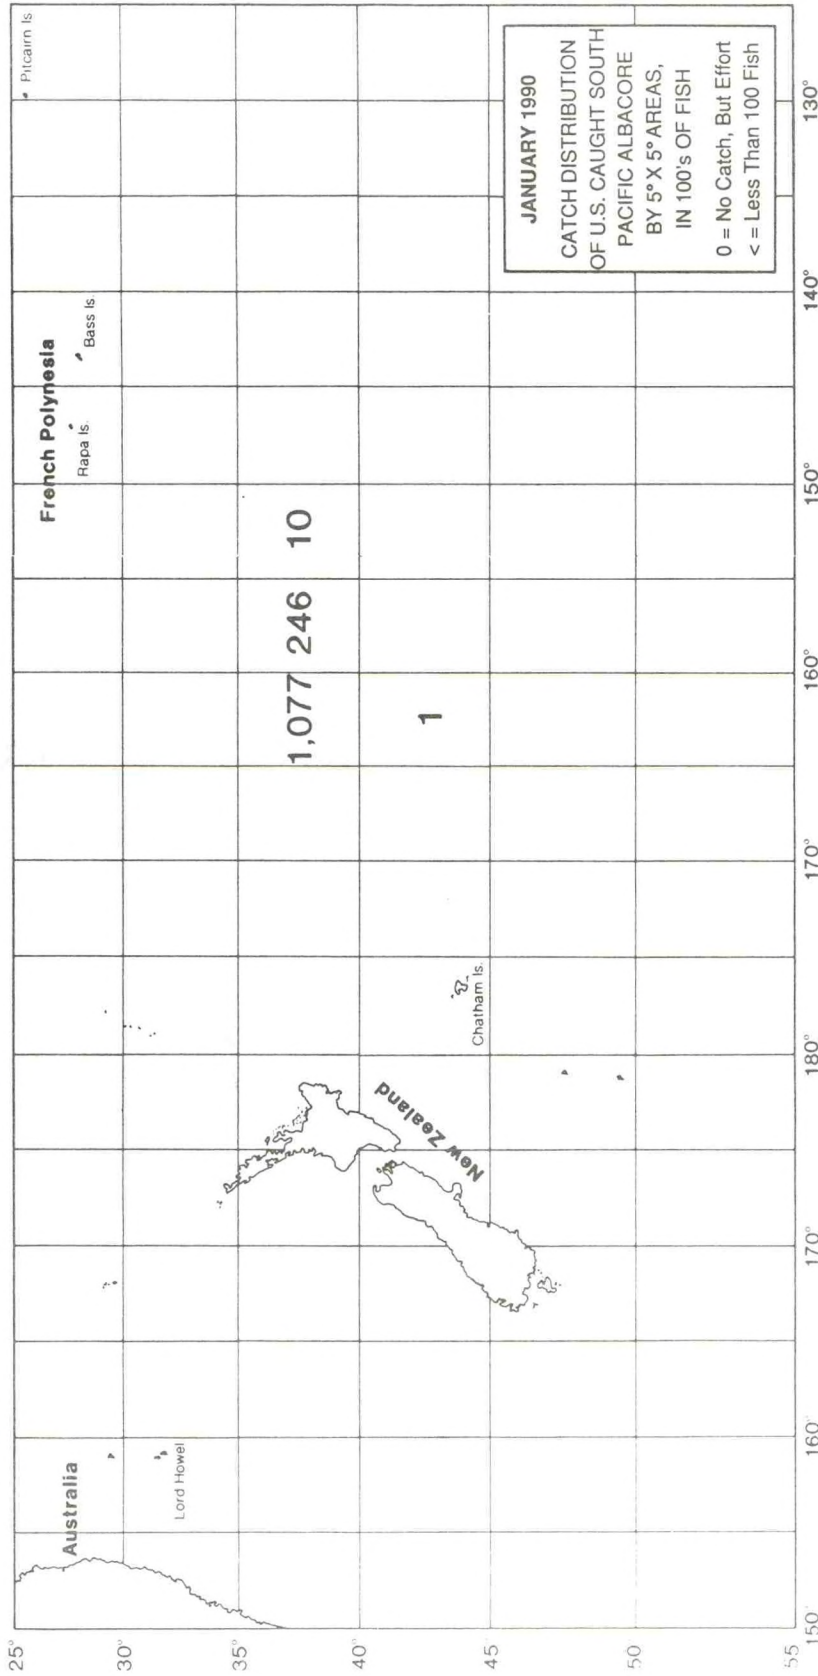 Pitcairn Is
French Polynesia
Rapa Is.
Bass Is.
Australia
Lord Howel
New Zealand
Chatham Is.
1,077 246 10
1
JANUARY 1990
CATCH DISTRIBUTION
OF U.S. CAUGHT SOUTH
PACIFIC ALBACORE
BY 5° X 5° AREAS,
IN 100's OF FISH
0 = No Catch, But Effort
< = Less Than 100 Fish
25°
30°
35°
40°
45
50
55
150°
160°
170°
180°
170°
160°
150°
140°
130°